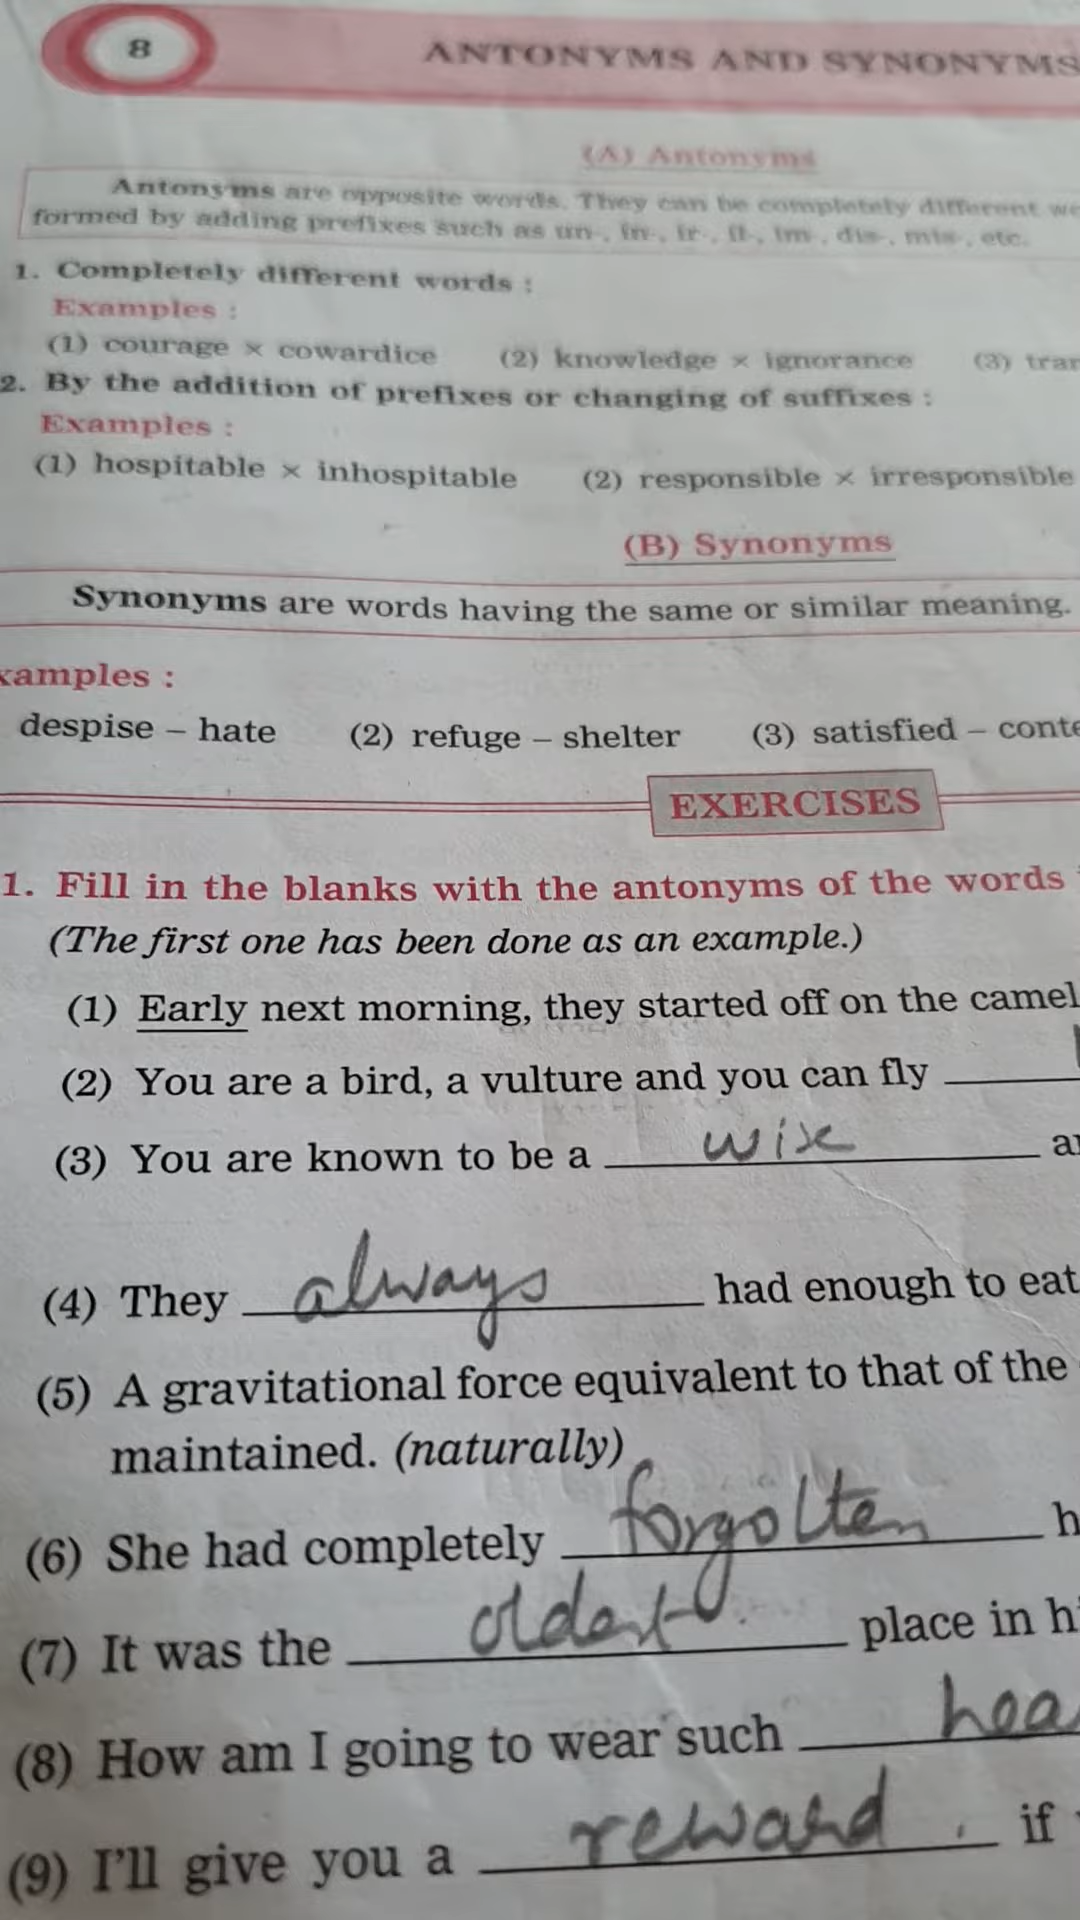 8 ANTONYMS AND SYNONYMS
(A) Antonyms
Antonyms are opposite words. They can be completely different
formed by adding prefixes such as un-, in-, ir-, il-, im-, dis-, mis-, etc.
1. Completely different words :
Examples :
(1) courage × cowardice (2) knowledge × ignorance (3)
2. By the addition of prefixes or changing of suffixes :
Examples :
(1) hospitable × inhospitable (2) responsible × irresponsible
(B) Synonyms
Synonyms are words having the same or similar meaning.
xamples :
despise – hate (2) refuge – shelter (3) satisfied – conte
EXERCISES
1. Fill in the blanks with the antonyms of the words
(The first one has been done as an example.)
(1) Early next morning, they started off on the camel
(2) You are a bird, a vulture and you can fly
(3) You are known to be a wise
(4) They always had enough to eat
(5) A gravitational force equivalent to that of the
maintained. (naturally)
(6) She had completely forgotten h
(7) It was the oldest place in hi
(8) How am I going to wear such hea
(9) I'll give you a reward if